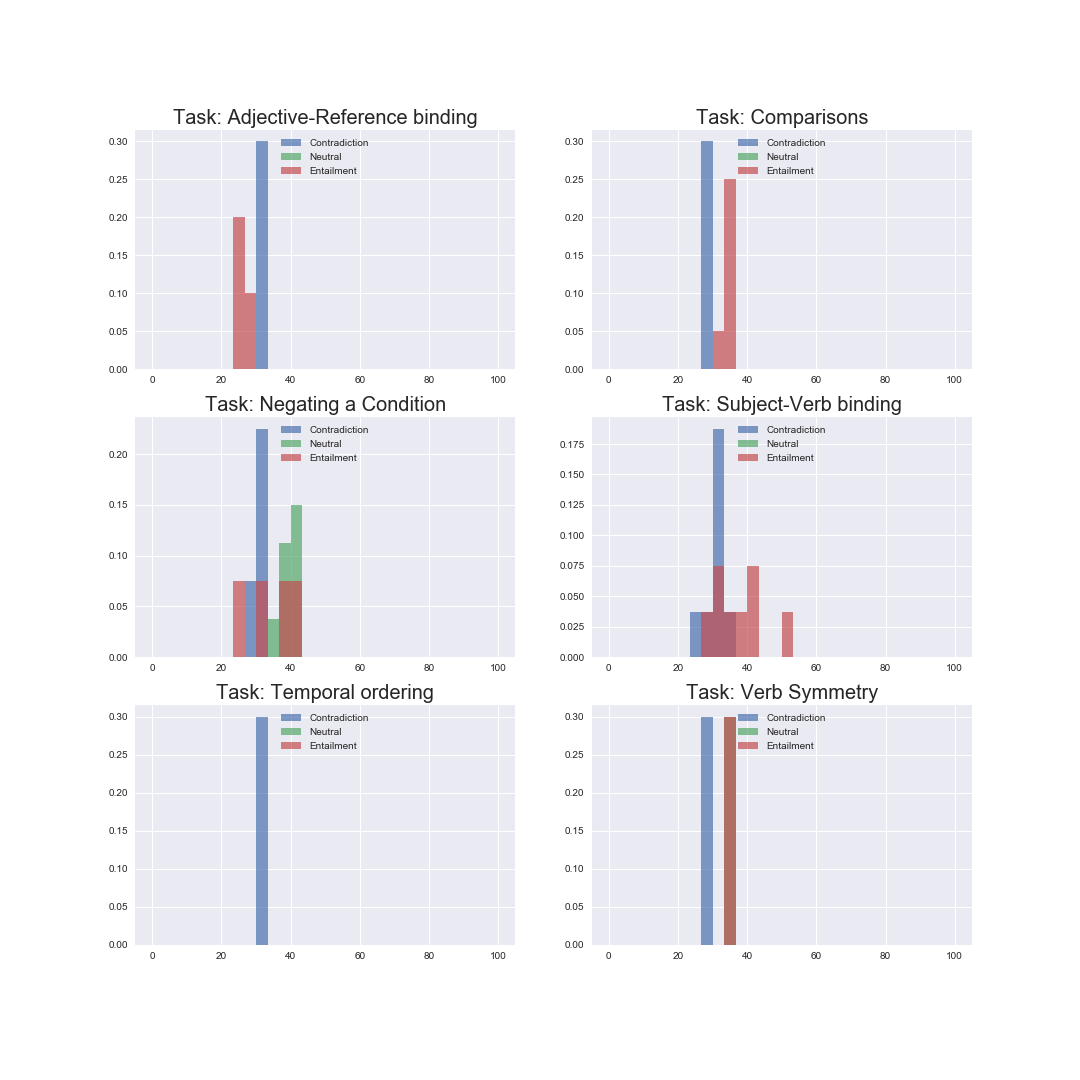 Task: Adjective-Reference binding
0.30
0.25
0.20
0.15
0.10
0.05
0.00
0 20 40 60 80 100
Contradiction
Neutral
Entailment
Task: Comparisons
0.30
0.25
0.20
0.15
0.10
0.05
0.00
0 20 40 60 80 100
Contradiction
Neutral
Entailment
Task: Negating a Condition
0.20
0.15
0.10
0.05
0.00
0 20 40 60 80 100
Contradiction
Neutral
Entailment
Task: Subject-Verb binding
0.175
0.150
0.125
0.100
0.075
0.050
0.025
0.000
0 20 40 60 80 100
Contradiction
Neutral
Entailment
Task: Temporal ordering
0.30
0.25
0.20
0.15
0.10
0.05
0.00
0 20 40 60 80 100
Contradiction
Neutral
Entailment
Task: Verb Symmetry
0.30
0.25
0.20
0.15
0.10
0.05
0.00
0 20 40 60 80 100
Contradiction
Neutral
Entailment